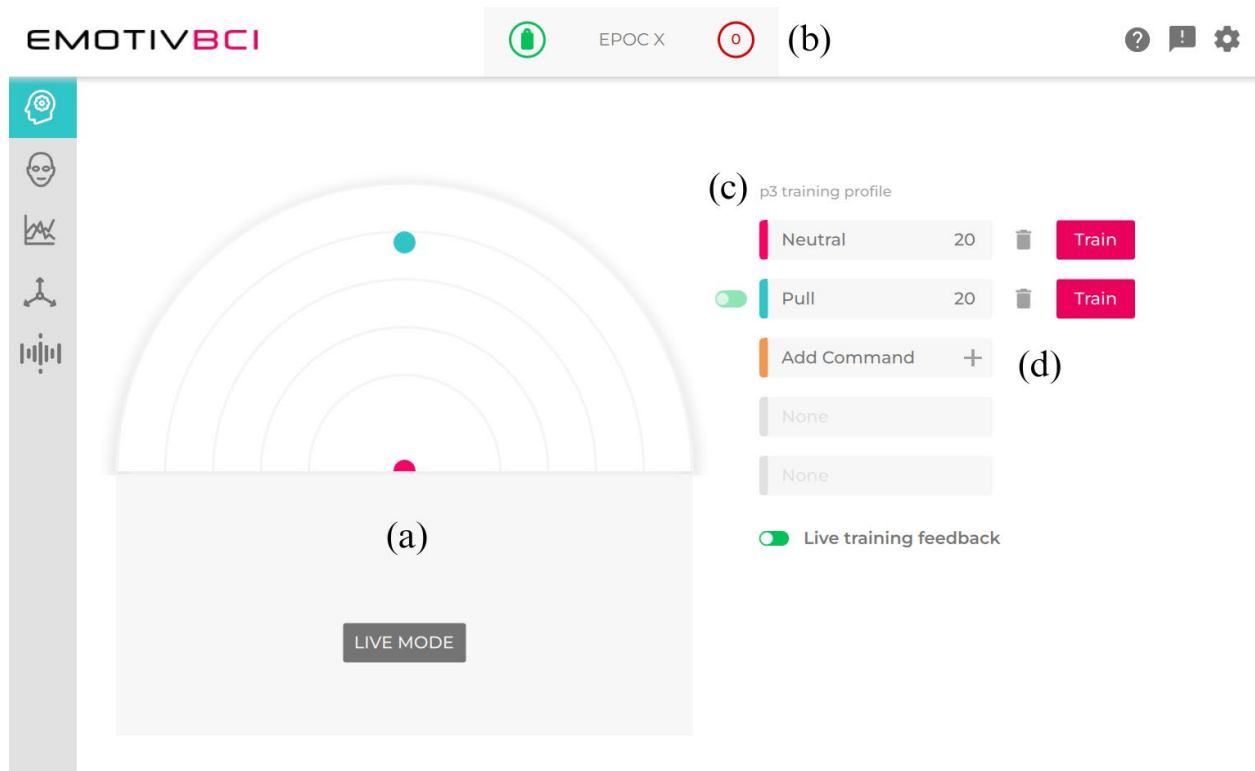 EMOTIVBCI
EPOC X
0
(b)
(c)
p3 training profile
Neutral 20 Train
Pull 20 Train
Add Command +
(d)
None
None
(a)
Live training feedback
LIVE MODE